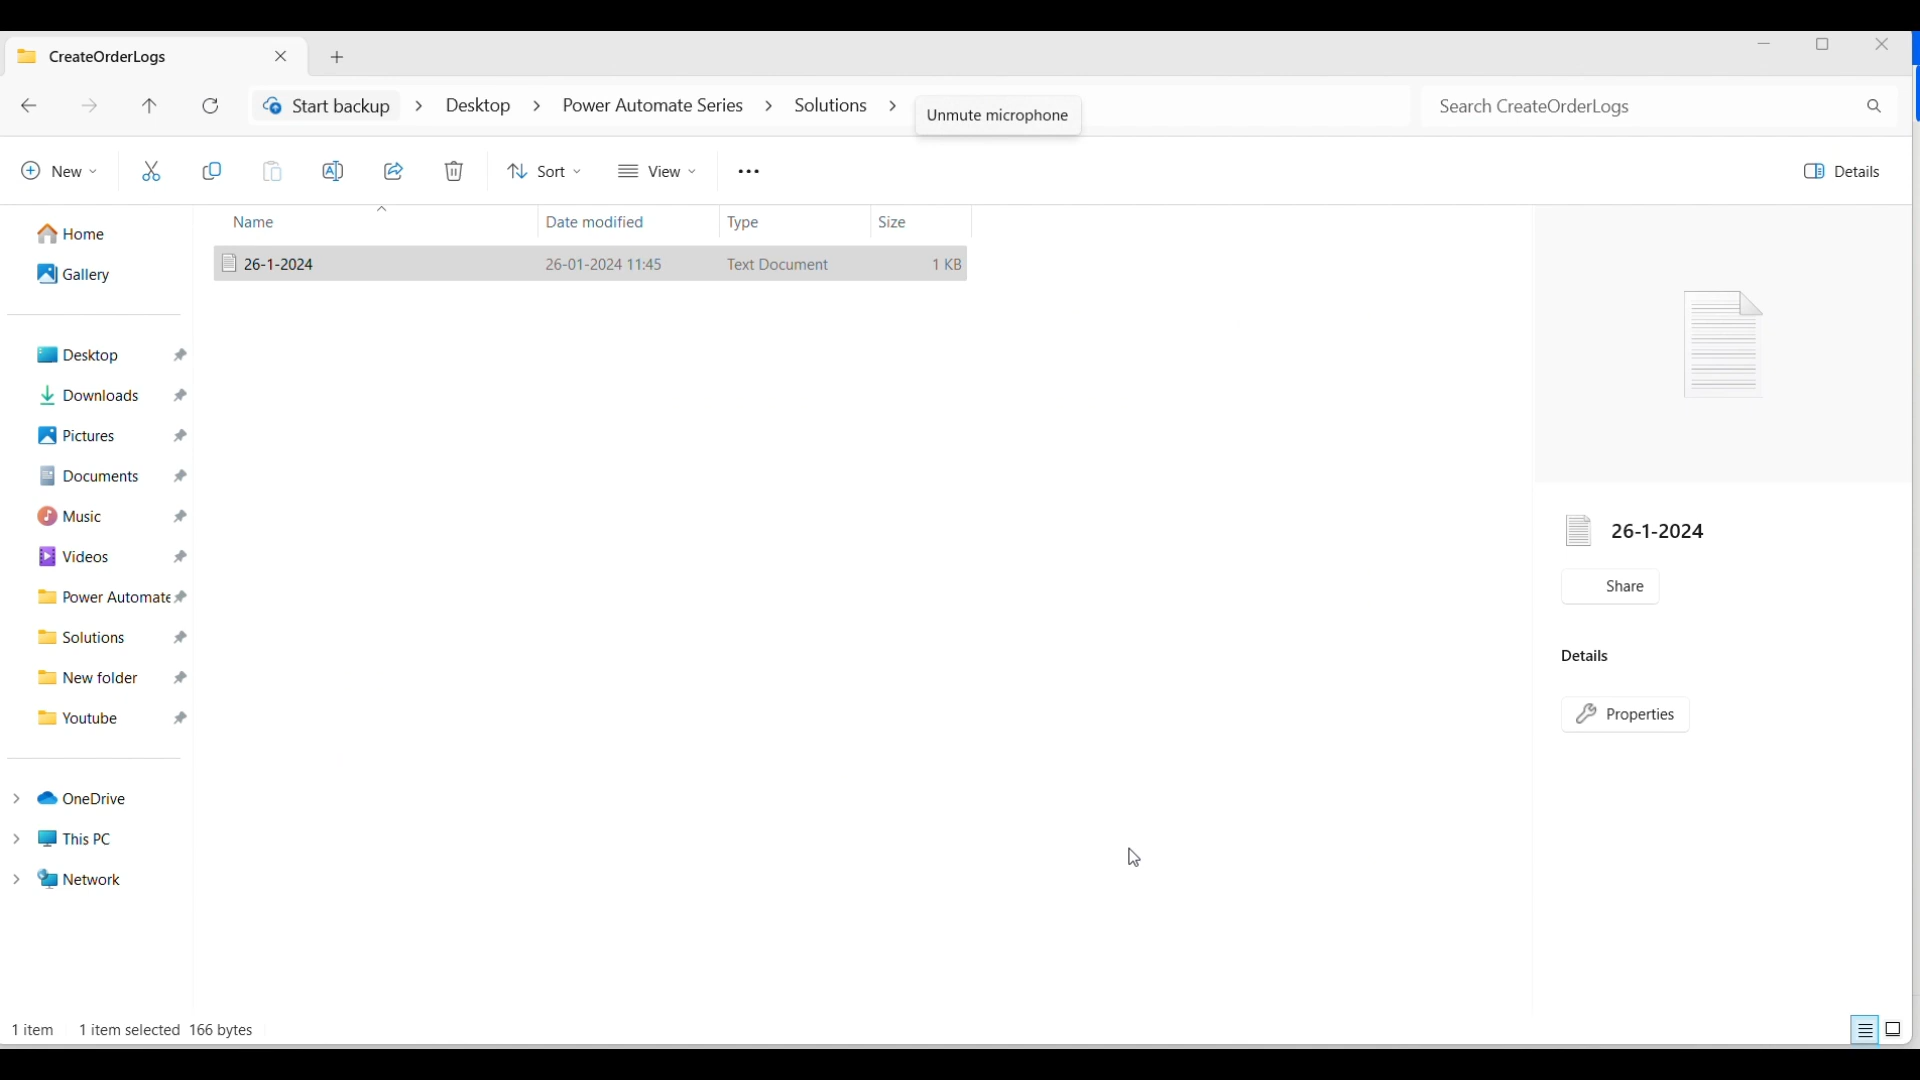 CreateOrderLogs
Start backup > Desktop > Power Automate Series > Solutions >
Unmute microphone
Search CreateOrderLogs
New
Sort
View
Details
Name Date modified Type Size
26-1-2024 26-01-2024 11:45 Text Document 1 KB
Home
Gallery
Desktop
Downloads
Pictures
Documents
Music
Videos
Power Automate
Solutions
New folder
Youtube
OneDrive
This PC
Network
26-1-2024
Share
Details
Properties
1 item 1 item selected 166 bytes